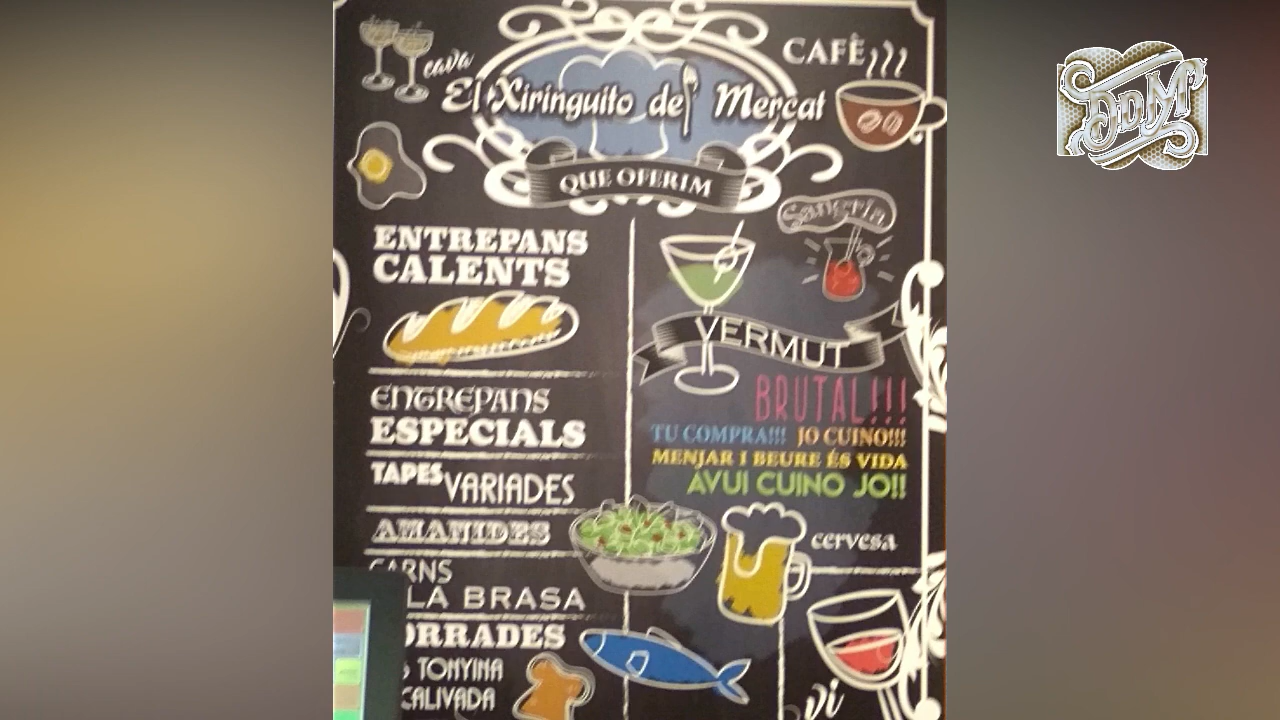 cava
CAFÈ
El Xiringuito del Mercat
QUE OFERIM
Sangria
ENTREPANS
CALENTS
ENTREPANS
ESPECIALS
TAPES VARIADES
AMANIDES
CARNS
LA BRASA
ORRADES
TONYINA
CALIVADA
VERMUT
BRUTAL!!!
TU COMPRA!!! JO CUINO!!!
MENJAR I BEURE ÉS VIDA
AVUI CUINO JO!!
cervesa
vi
DDM